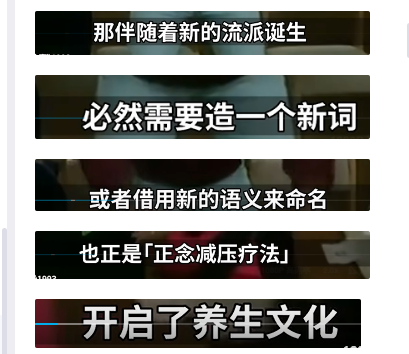 那伴随着新的流派诞生
必然需要造一个新词
或者借用新的语义来命名
也正是「正念减压疗法」
开启了养生文化